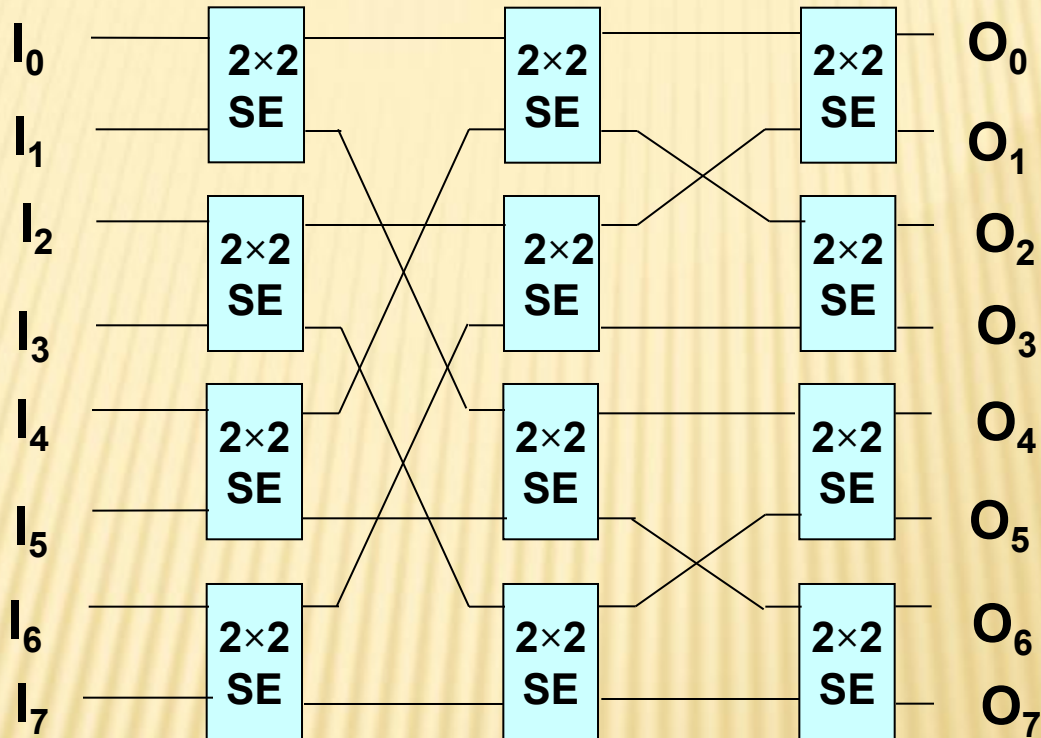 I0
2×2 2×2 2×2
SE SE SE
O0
I1
O1
I2
2×2 2×2 2×2
SE SE SE
O2
I3
O3
I4
2×2 2×2 2×2
SE SE SE
O4
I5
O5
I6
2×2 2×2 2×2
SE SE SE
O6
I7
O7